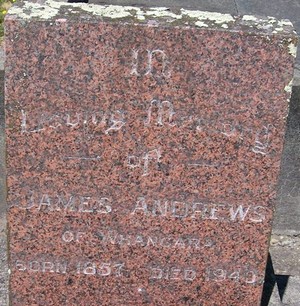 IN
Loving Memory
of
JAMES ANDREWS
OF WHANGARA
BORN 1857 DIED 1940